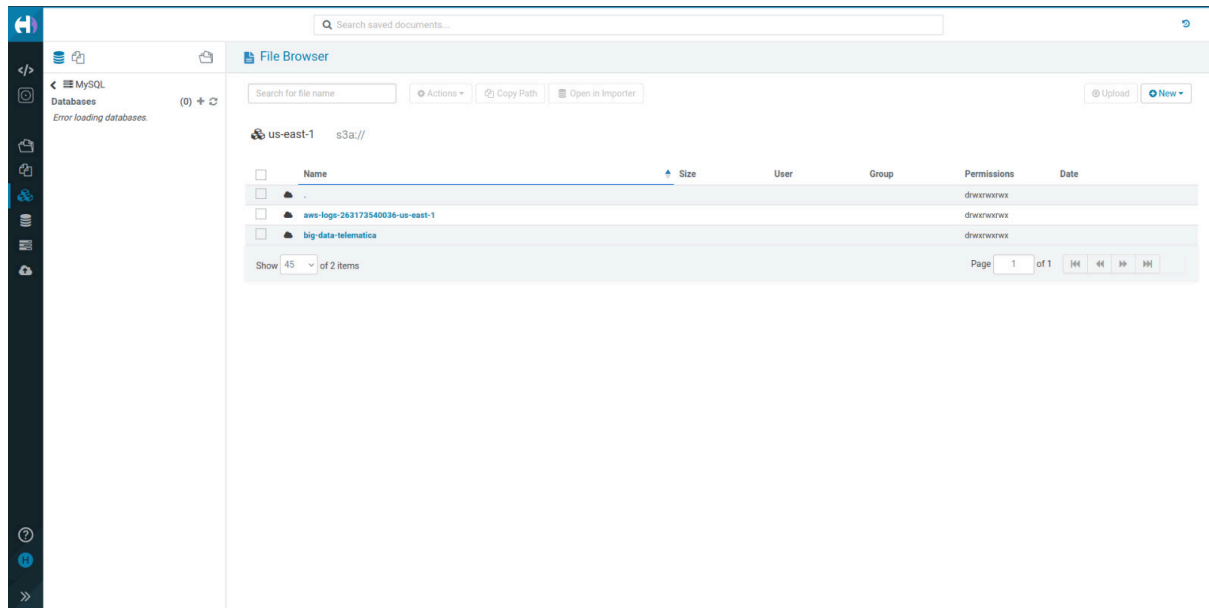 Search saved documents...
File Browser
MySQL
Databases (0)
Error loading databases.
Search for file name Actions Copy Path Open in Importer Upload New
us-east-1 s3a://
Name Size User Group Permissions Date
. drwxrwxrwx
aws-logs-263173540036-us-east-1 drwxrwxrwx
big-data-telematica drwxrwxrwx
Show 45 of 2 items Page 1 of 1
H